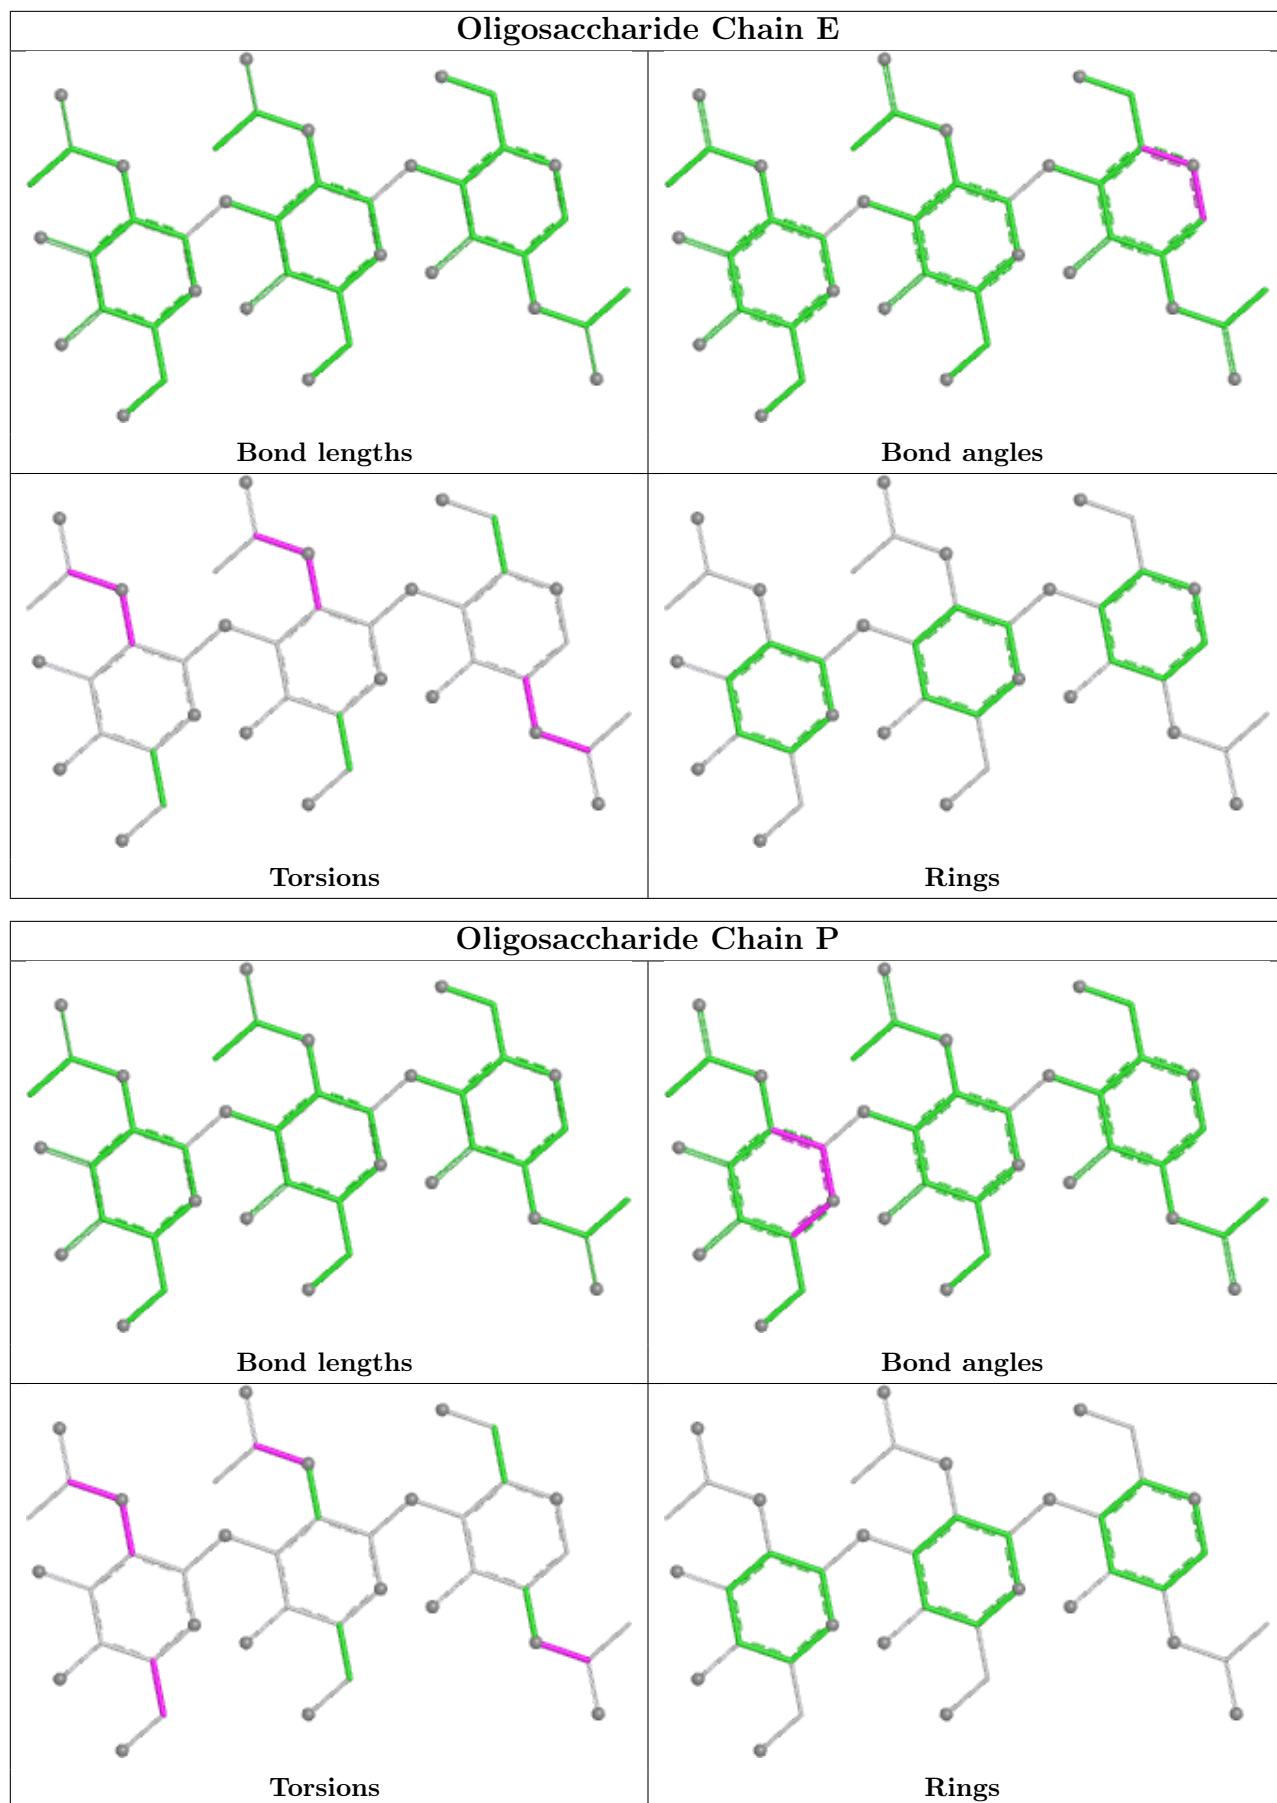 Oligosaccharide Chain E
Bond lengths
Bond angles
Torsions
Rings
Oligosaccharide Chain P
Bond lengths
Bond angles
Torsions
Rings